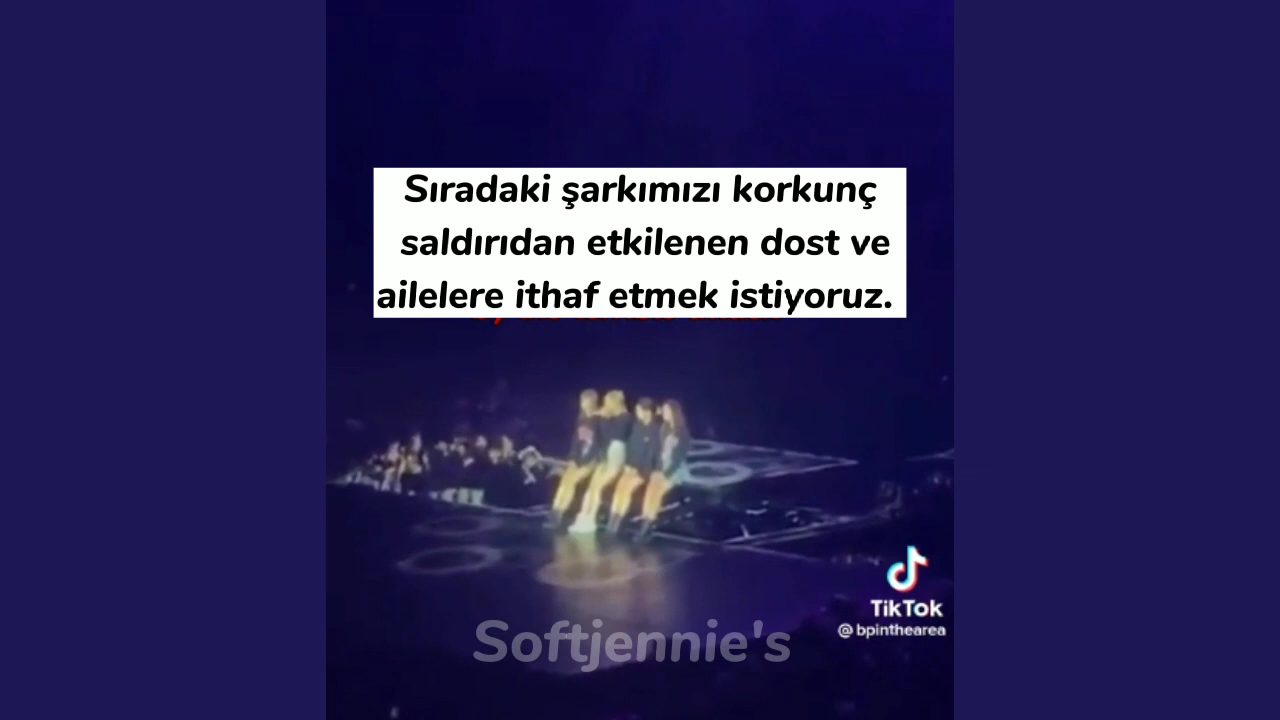 Sıradaki şarkımızı korkunç
saldırıdan etkilenen dost ve
ailelere ithaf etmek istiyoruz.
TikTok
@bpinthearea
Softjennie's